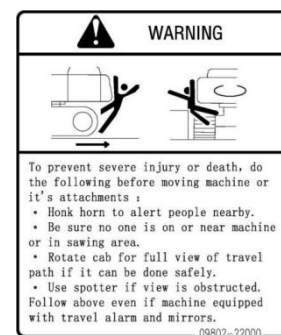 WARNING
To prevent severe injury or death, do
the following before moving machine or
it's attachments :
• Honk horn to alert people nearby.
• Be sure no one is on or near machine
or in sawing area.
• Rotate cab for full view of travel
path if it can be done safely.
• Use spotter if view is obstructed.
Follow above even if machine equipped
with travel alarm and mirrors.
09802-22000